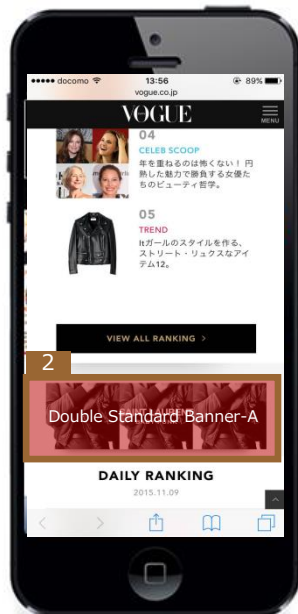 docomo 13:56 89%
vogue.co.jp
VOGUE
MENU
04
CELEB SCOOP
年を重ねるのは怖くない！ 円
熟した魅力で勝負する女優た
ちのビューティ哲学。
05
TREND
Itガールのスタイルを作る、
ストリート・リュクスなアイ
テム12。
VIEW ALL RANKING >
2
SAINT LAURENT
Double Standard Banner-A
DAILY RANKING
2015.11.09